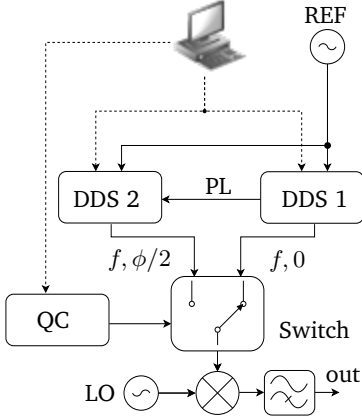 REF
PL
DDS 2
DDS 1
f, ϕ/2
f, 0
QC
Switch
LO
out